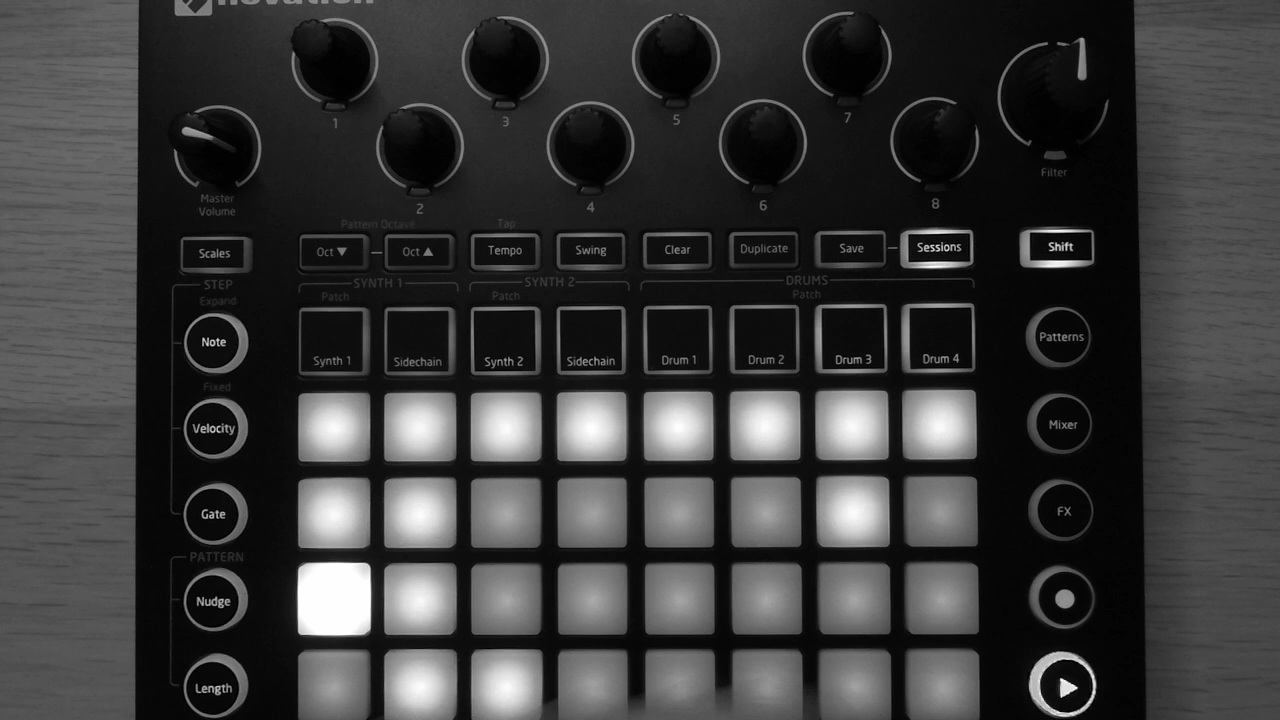 novation
1
3
5
7
2
4
6
8
Master
Volume
Filter
Pattern Octave
Tap
Scales
Oct ▼
Oct ▲
Tempo
Swing
Clear
Duplicate
Save
Sessions
Shift
STEP
SYNTH 1
SYNTH 2
DRUMS
Expand
Patch
Patch
Patch
Note
Synth 1
Sidechain
Synth 2
Sidechain
Drum 1
Drum 2
Drum 3
Drum 4
Patterns
Fixed
Velocity
Mixer
Gate
FX
PATTERN
Nudge
Length